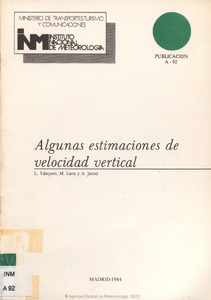 MINISTERIO DE TRANSPORTES, TURISMO
Y COMUNICACIONES
INM
INSTITUTO
NACIONAL
DE METEOROLOGIA
PUBLICACION
A - 92
Algunas estimaciones de
velocidad vertical
L. Vázquez, M. Lara y A. Jansá
INM
A 92
MADRID 1984
© Agencia Estatal de Meteorología. 2022